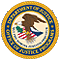 DEPARTMENT OF JUSTICE
OFFICE OF JUSTICE PROGRAMS